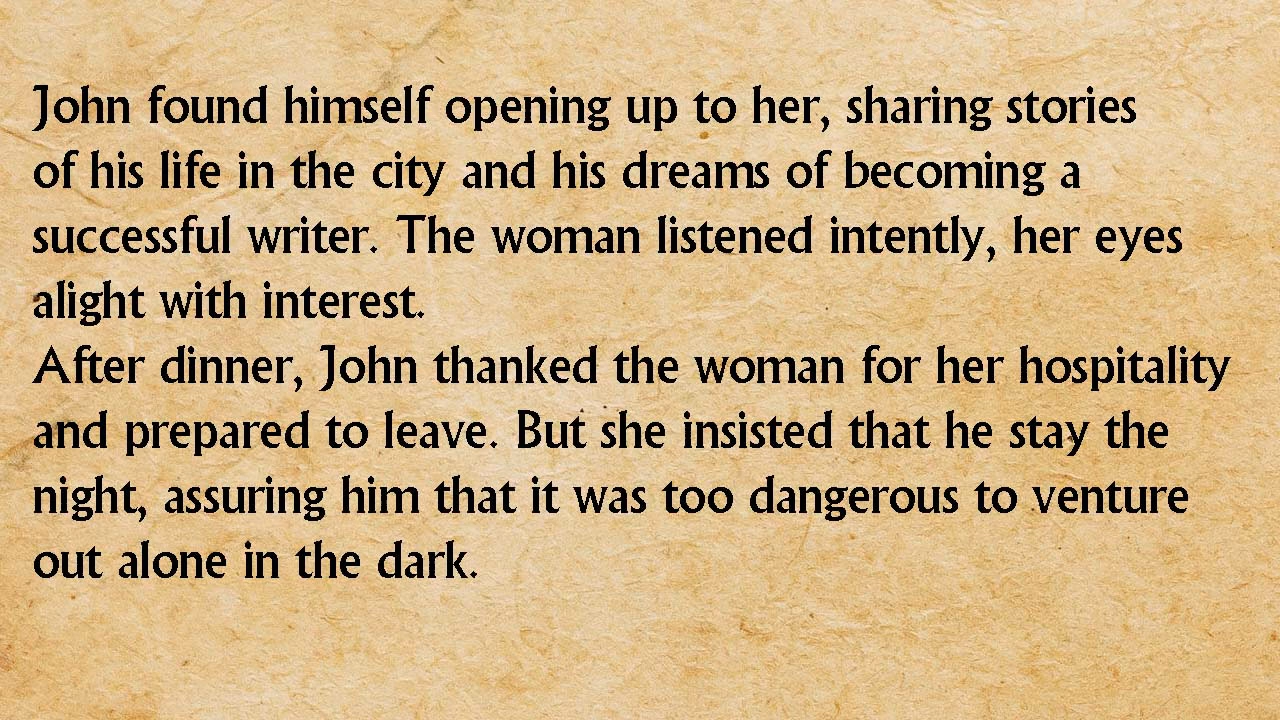 John found himself opening up to her, sharing stories
of his life in the city and his dreams of becoming a
successful writer. The woman listened intently, her eyes
alight with interest.
After dinner, John thanked the woman for her hospitality
and prepared to leave. But she insisted that he stay the
night, assuring him that it was too dangerous to venture
out alone in the dark.